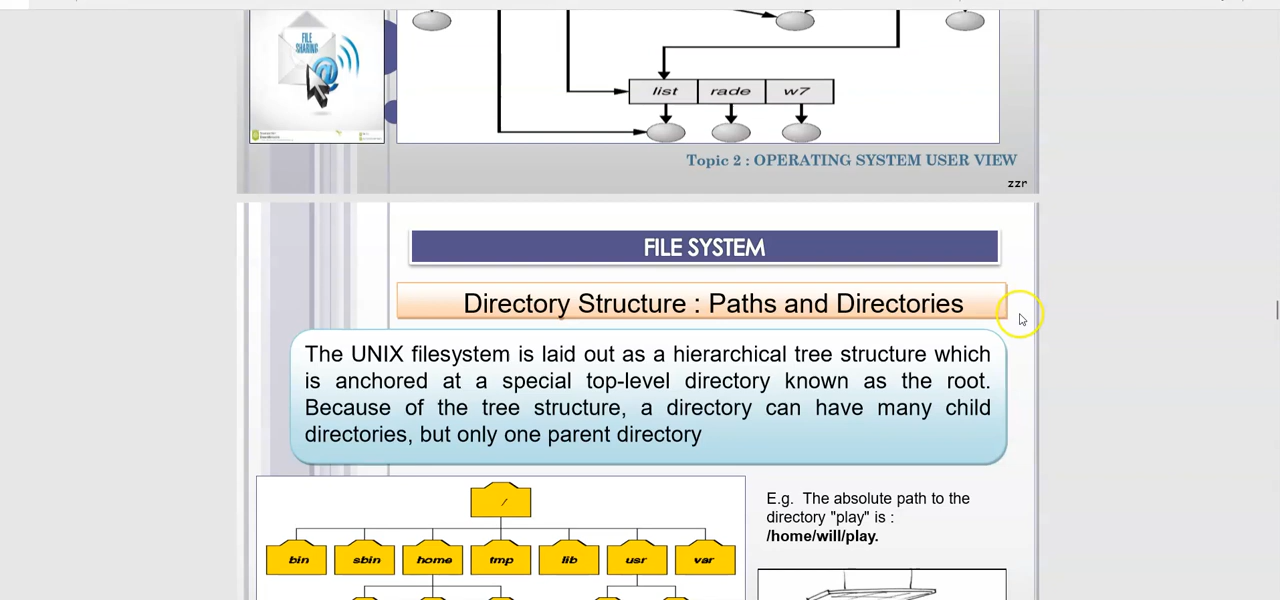 FILE
SHARING
@
list rade w7
Topic 2 : OPERATING SYSTEM USER VIEW
zzr
FILE SYSTEM
Directory Structure : Paths and Directories
The UNIX filesystem is laid out as a hierarchical tree structure which
is anchored at a special top-level directory known as the root.
Because of the tree structure, a directory can have many child
directories, but only one parent directory
/
bin sbin home tmp lib usr var
E.g. The absolute path to the
directory "play" is :
/home/will/play.